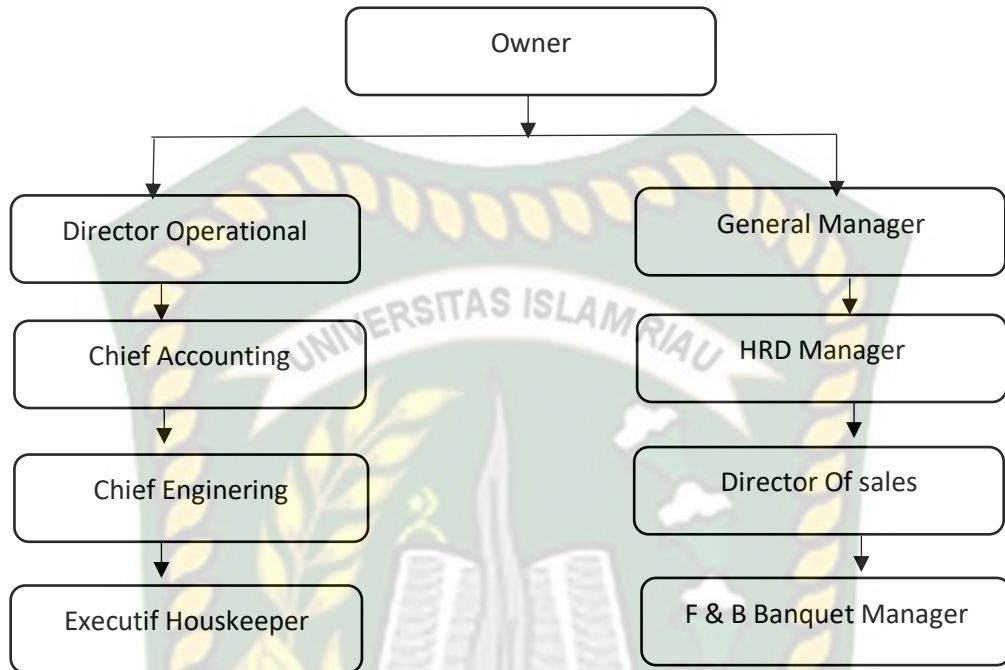 Owner
Director Operational
General Manager
UNIVERSITAS ISLAM RIAU
Chief Accounting
HRD Manager
Chief Enginering
Director Of sales
Executif Houskeeper
F & B Banquet Manager